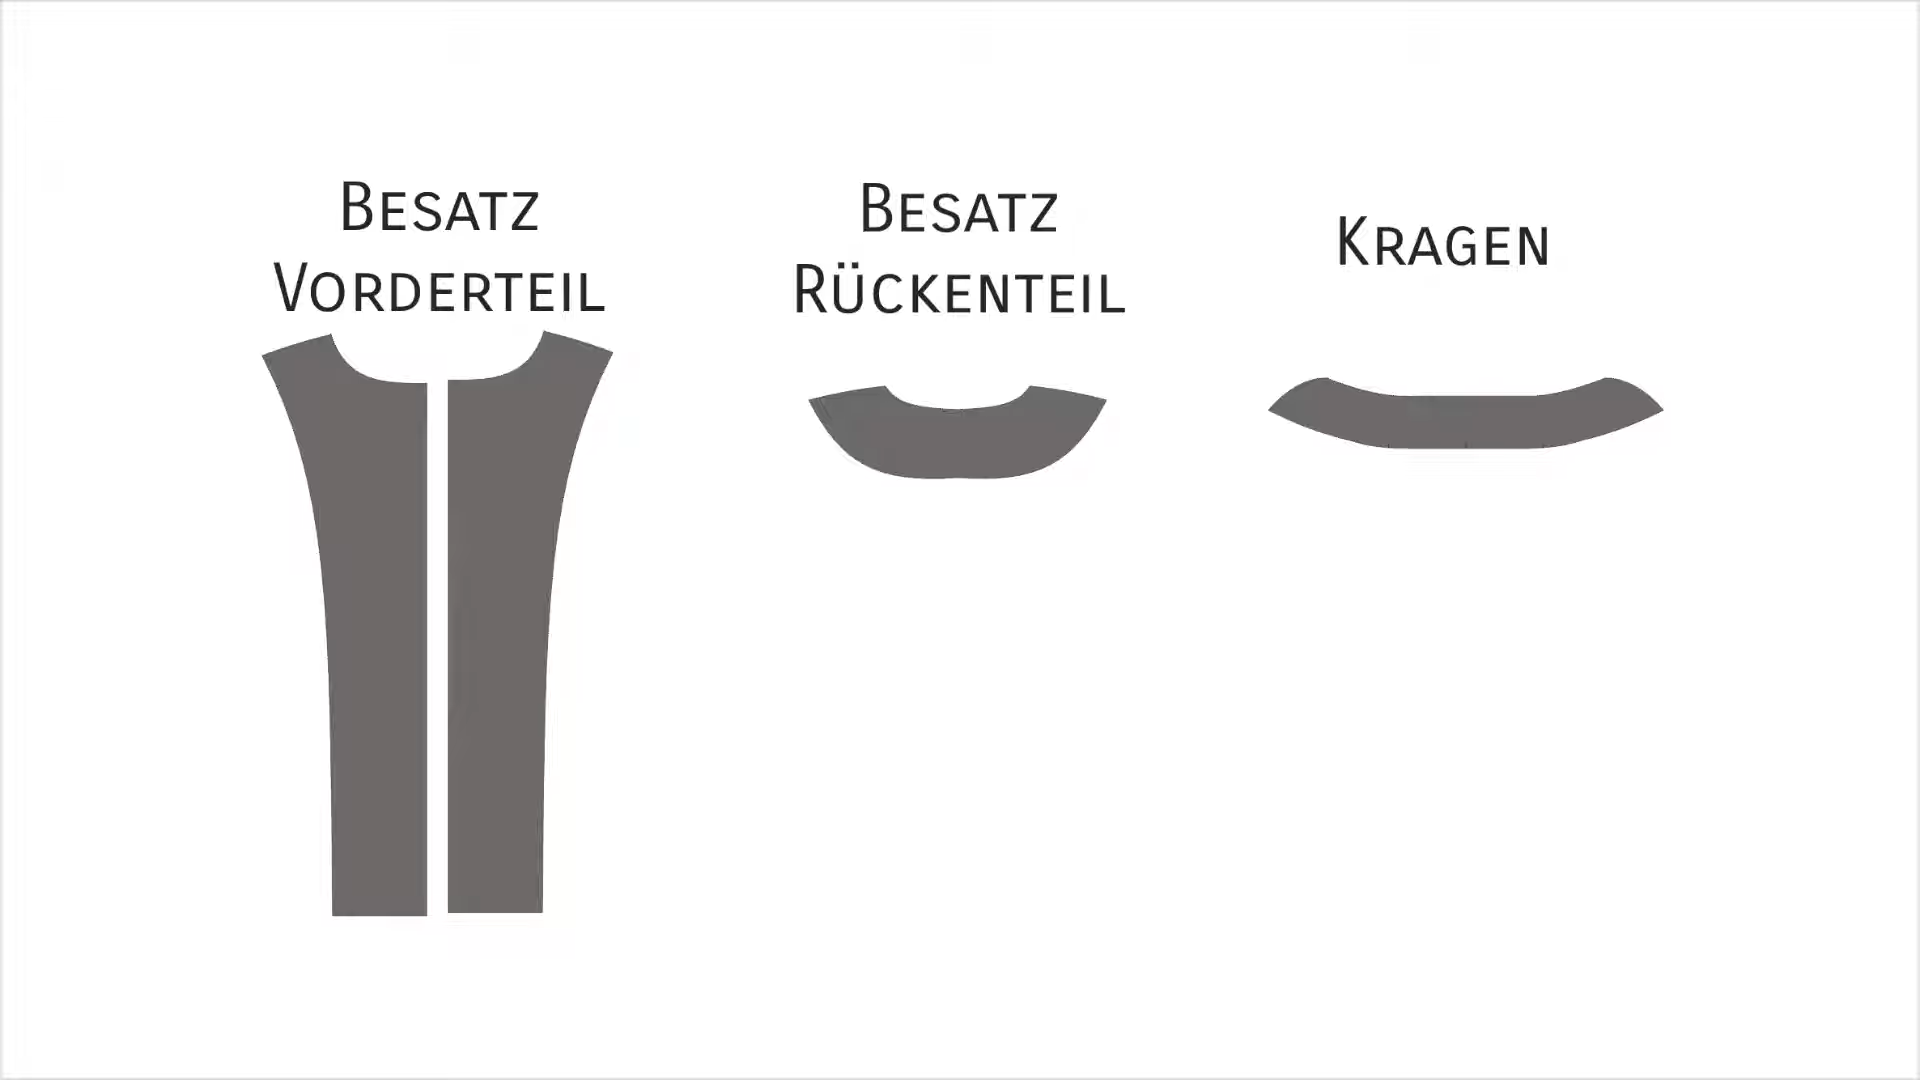 Besatz
Vorderteil
Besatz
Rückenteil
Kragen